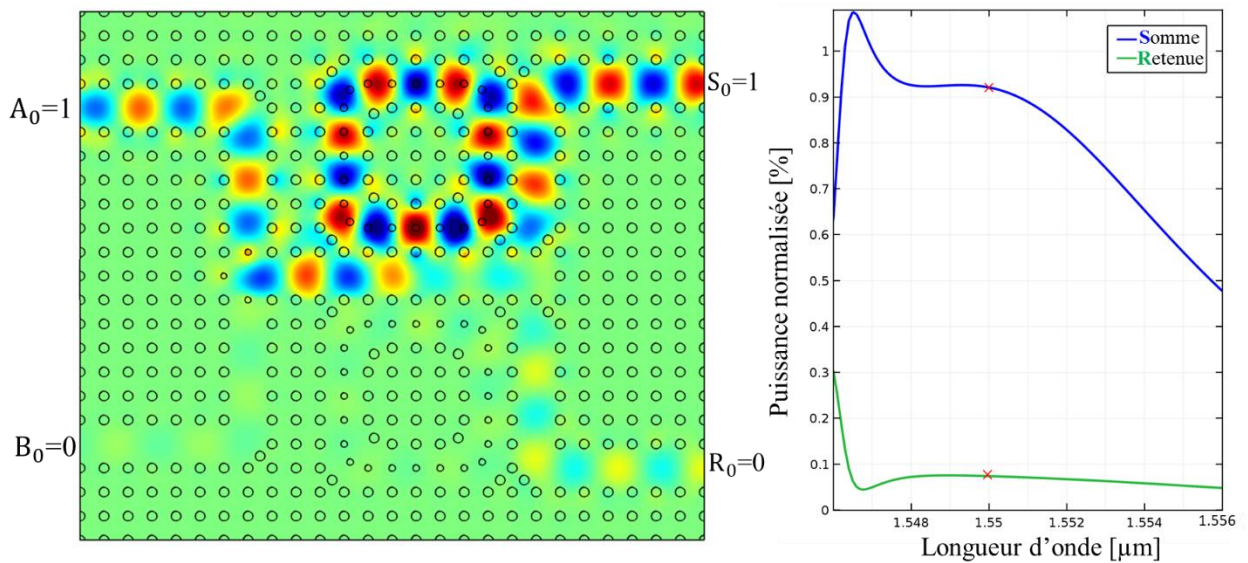 A₀=1
S₀=1
B₀=0
R₀=0
Puissance normalisée [%]
1
0.9
0.8
0.7
0.6
0.5
0.4
0.3
0.2
0.1
0
Somme
Retenue
1.548
1.55
1.552
1.554
1.556
Longueur d’onde [µm]